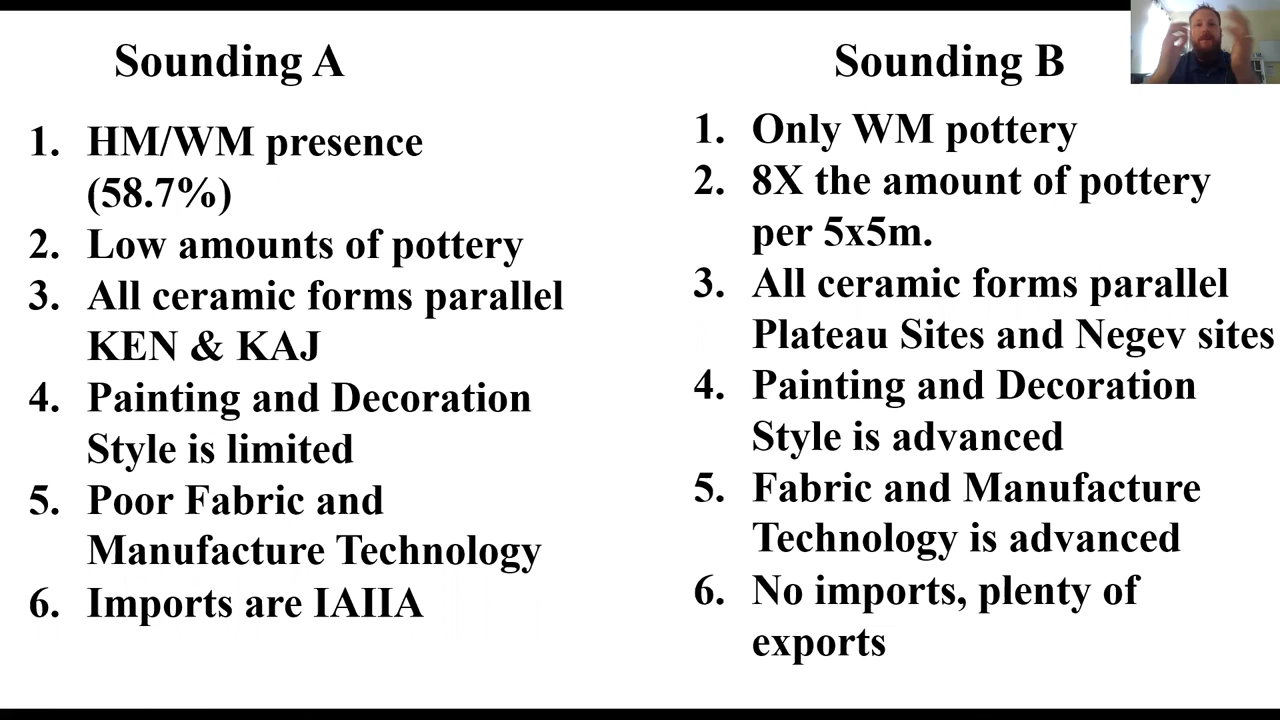 Sounding A
1. HM/WM presence
(58.7%)
2. Low amounts of pottery
3. All ceramic forms parallel
KEN & KAJ
4. Painting and Decoration
Style is limited
5. Poor Fabric and
Manufacture Technology
6. Imports are IAIIA
Sounding B
1. Only WM pottery
2. 8X the amount of pottery
per 5x5m.
3. All ceramic forms parallel
Plateau Sites and Negev sites
4. Painting and Decoration
Style is advanced
5. Fabric and Manufacture
Technology is advanced
6. No imports, plenty of
exports